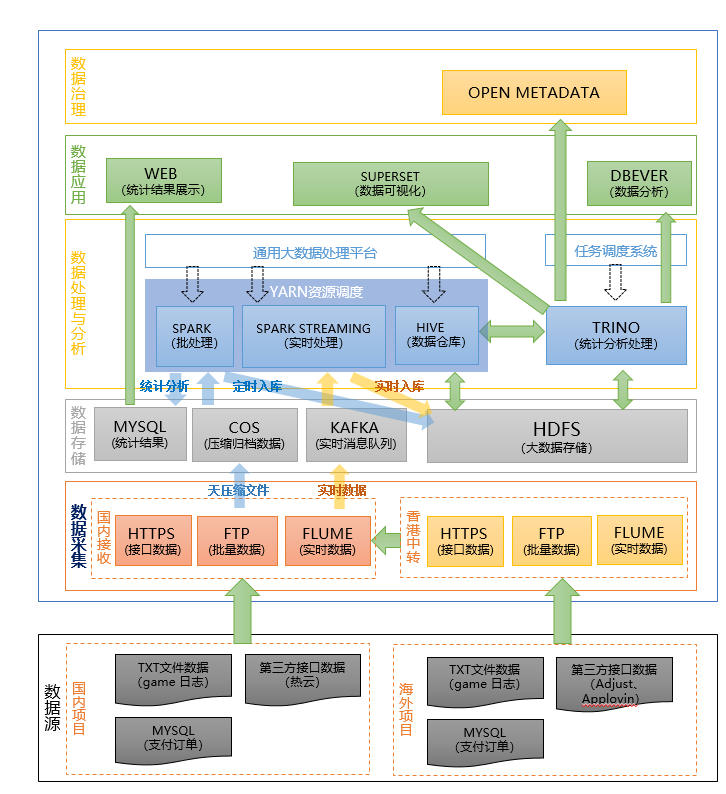 数据治理
OPEN METADATA
数据应用
WEB
(统计结果展示)
SUPERSET
(数据可视化)
DBEVER
(数据分析)
数据处理与分析
通用大数据处理平台
任务调度系统
YARN资源调度
SPARK
(批处理)
SPARK STREAMING
(实时处理)
HIVE
(数据仓库)
TRINO
(统计分析处理)
统计分析
定时入库
实时入库
数据存储
MYSQL
(统计结果)
COS
(压缩归档数据)
KAFKA
(实时消息队列)
HDFS
(大数据存储)
天压缩文件
实时数据
数据采集
国内接收
HTTPS
(接口数据)
FTP
(批量数据)
FLUME
(实时数据)
香港中转
HTTPS
(接口数据)
FTP
(批量数据)
FLUME
(实时数据)
数据源
国内项目
TXT文件数据
(game 日志)
第三方接口数据
(热云)
MYSQL
(支付订单)
海外项目
TXT文件数据
(game 日志)
第三方接口数据
(Adjust、
Applovin)
MYSQL
(支付订单)